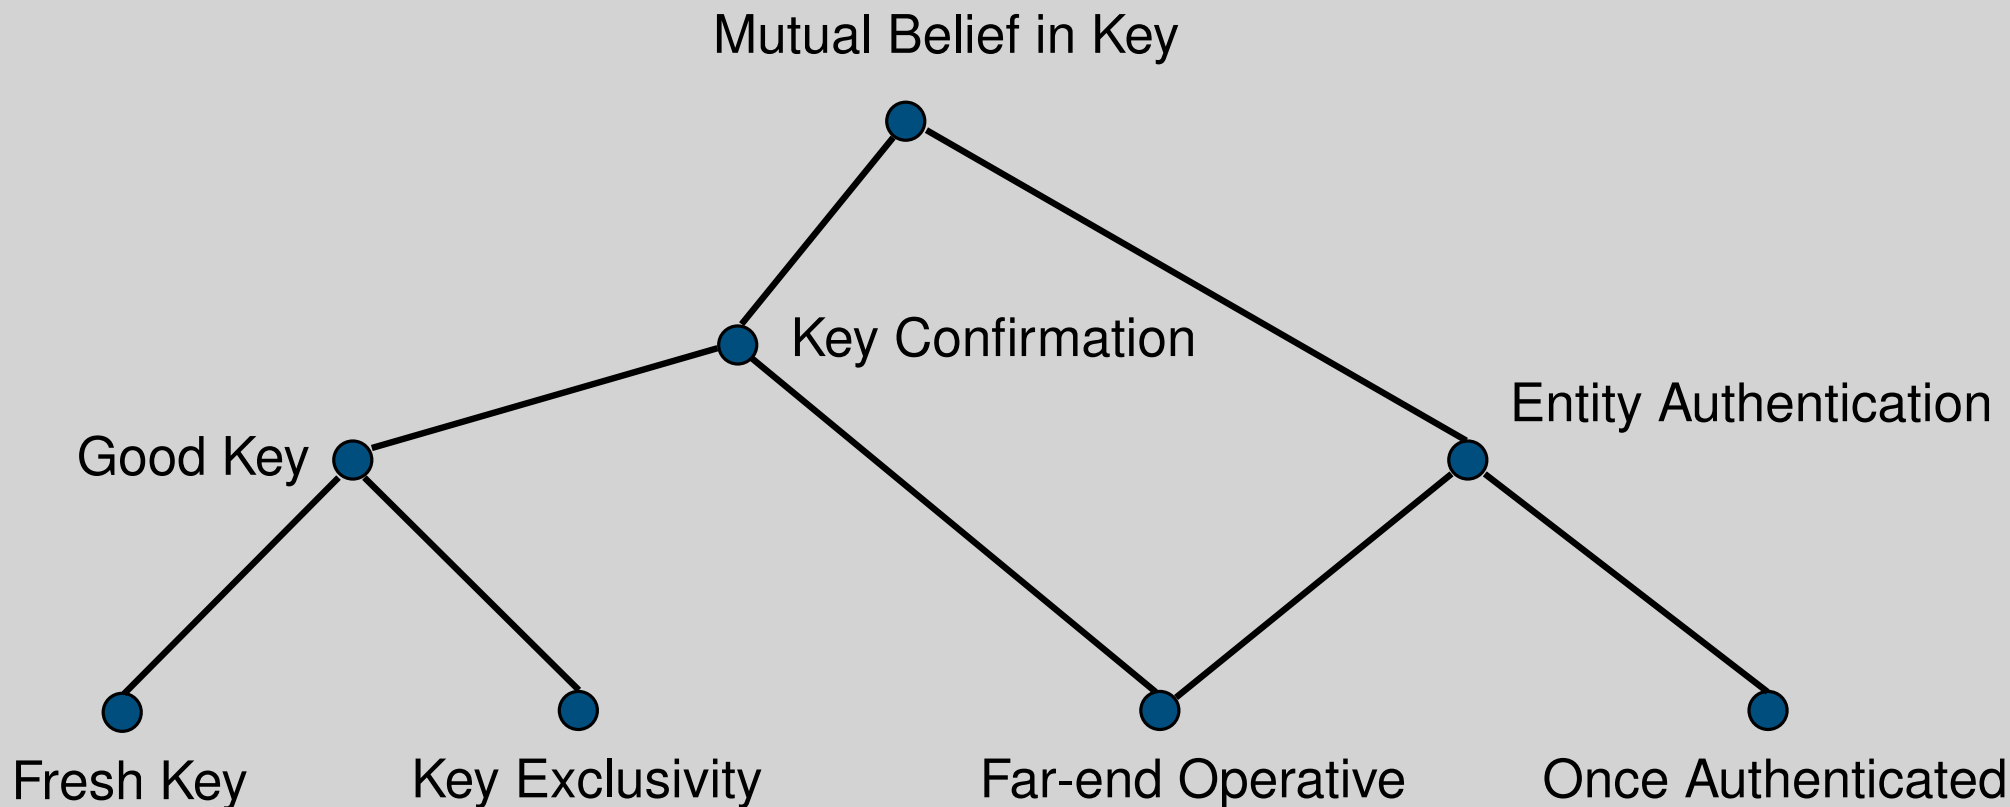 Mutual Belief in Key
Key Confirmation
Entity Authentication
Good Key
Fresh Key
Key Exclusivity
Far-end Operative
Once Authenticated